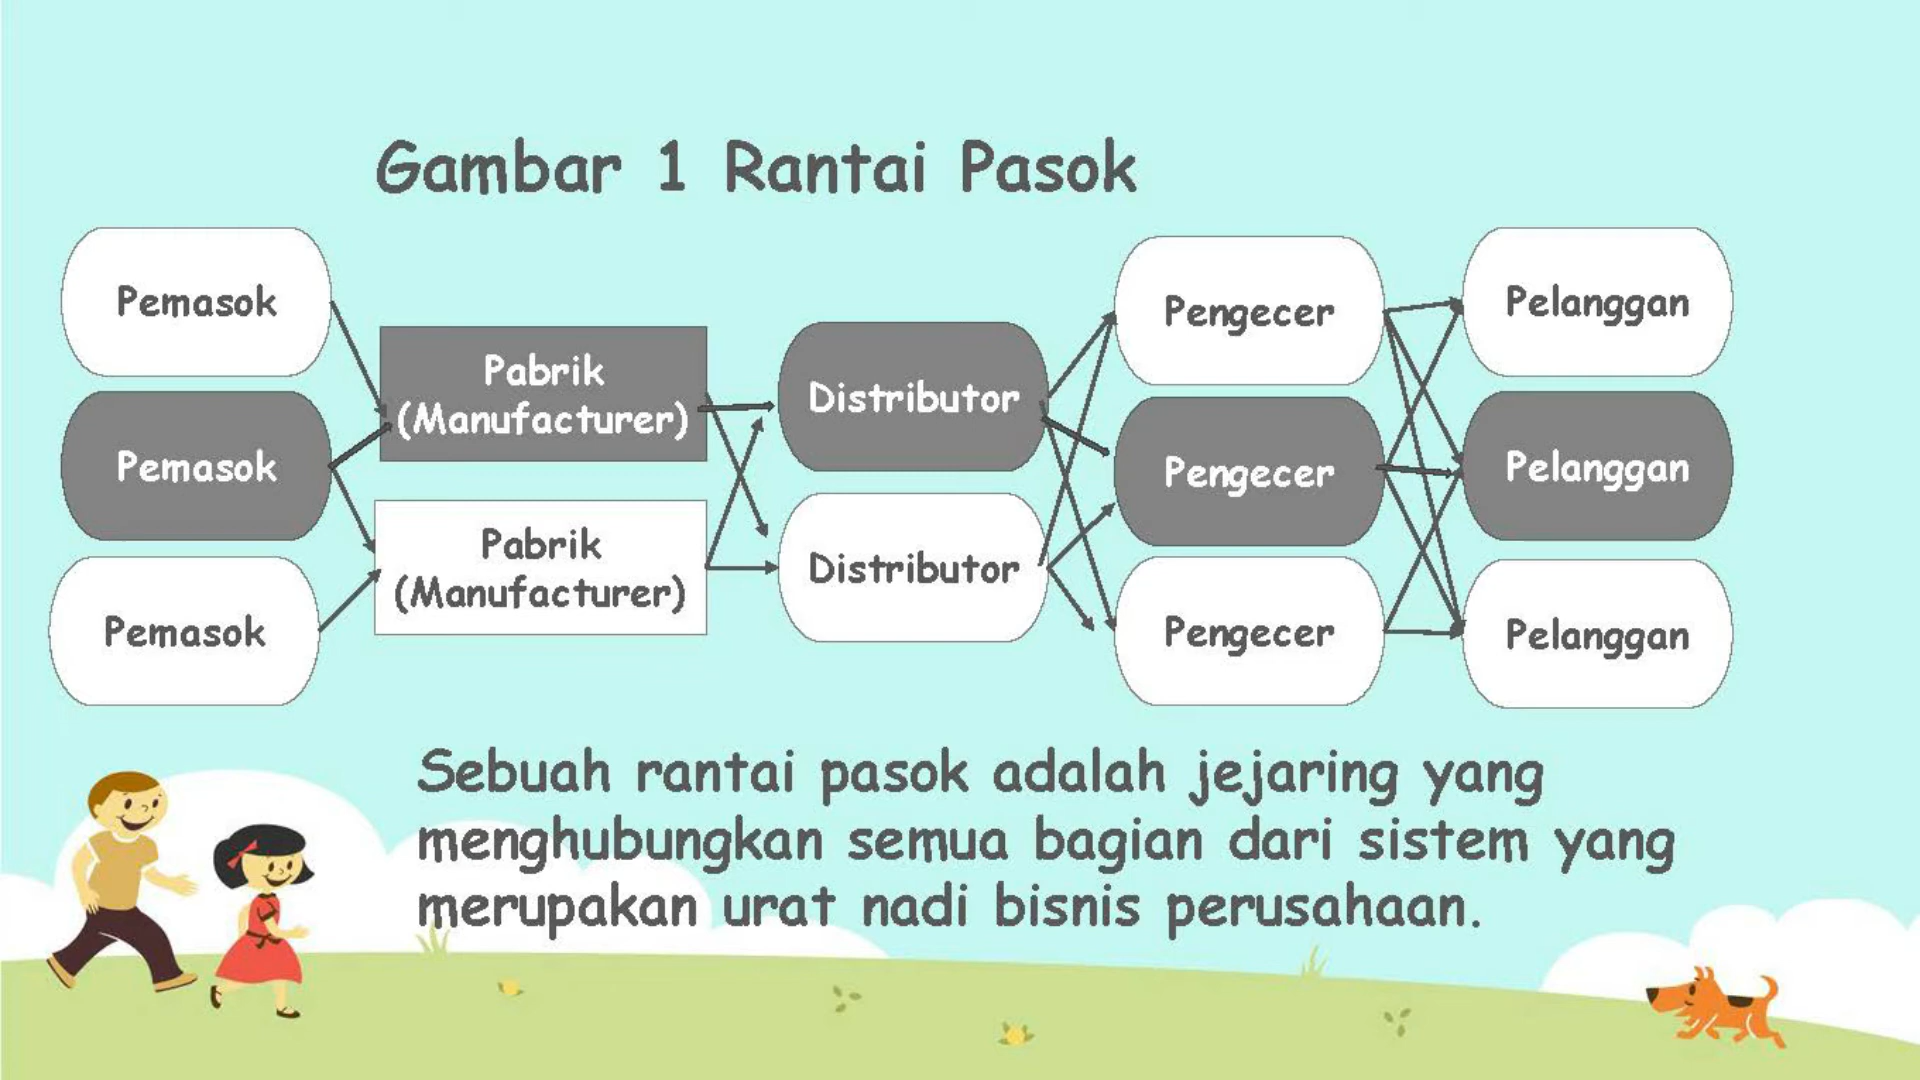 Gambar 1 Rantai Pasok
Pemasok
Pemasok
Pemasok
Pabrik
(Manufacturer)
Pabrik
(Manufacturer)
Distributor
Distributor
Pengecer
Pengecer
Pengecer
Pelanggan
Pelanggan
Pelanggan
Sebuah rantai pasok adalah jejaring yang
menghubungkan semua bagian dari sistem yang
merupakan urat nadi bisnis perusahaan.